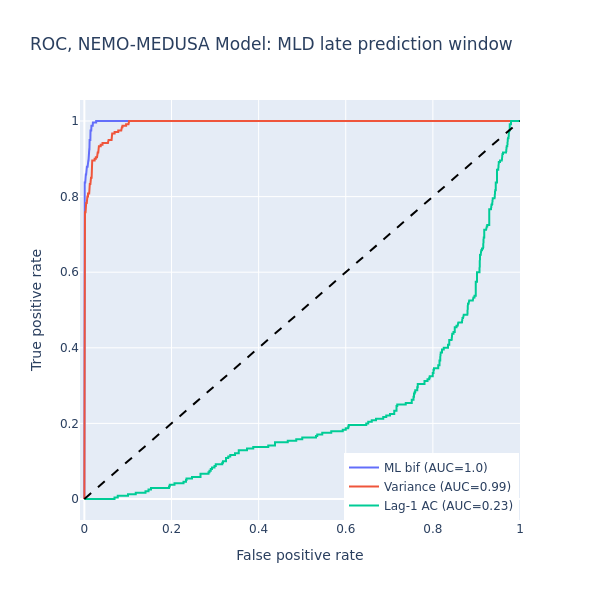 ROC, NEMO-MEDUSA Model: MLD late prediction window
True positive rate
1
0.8
0.6
0.4
0.2
0
ML bif (AUC=1.0)
Variance (AUC=0.99)
Lag-1 AC (AUC=0.23)
0
0.2
0.4
0.6
0.8
1
False positive rate